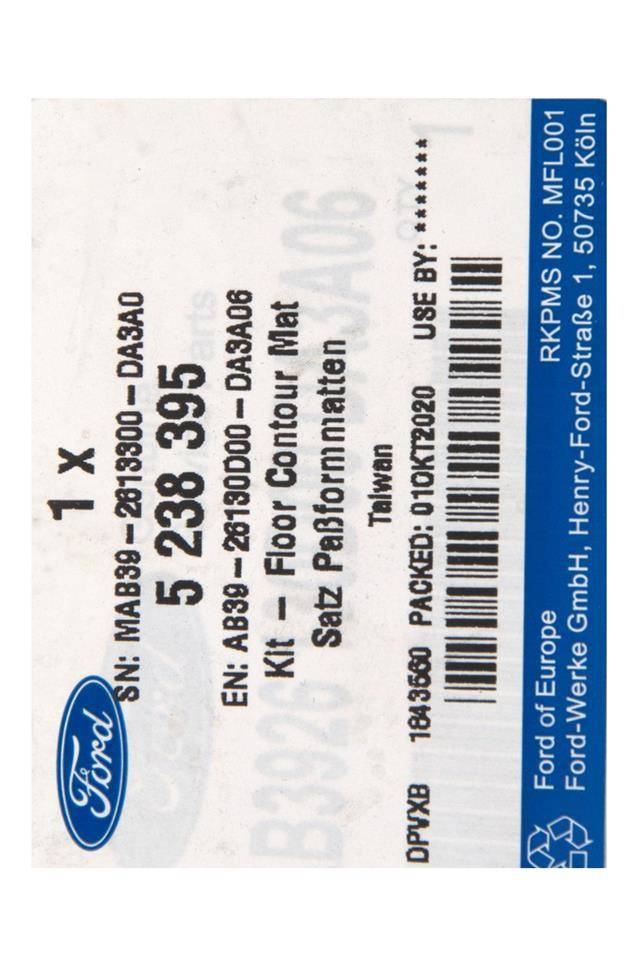 Ford
1 x
SN: MAB39-2613300-DA3A0
5 238 395
EN: AB39-26130D00-DA3A06
Kit - Floor Contour Mat
Satz Paßformmatten
Taiwan
DPVXB 1843560 PACKED: 01OKT2020 USE BY: ********
RKPMS NO. MFL001
Ford of Europe
Ford-Werke GmbH, Henry-Ford-Straße 1, 50735 Köln